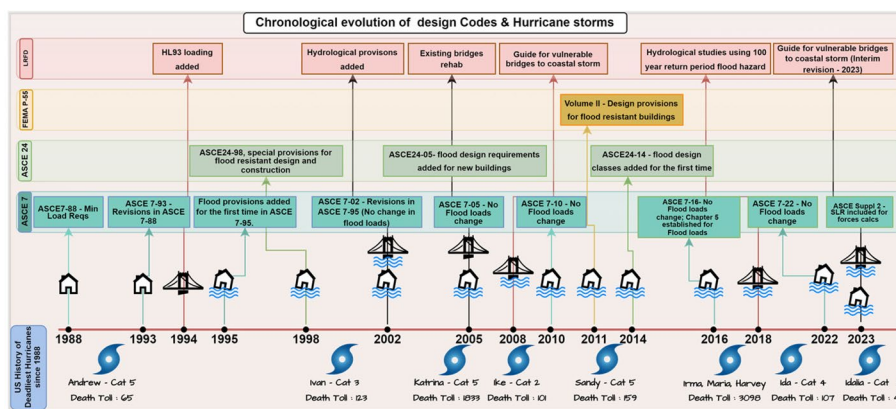 Chronological evolution of design Codes & Hurricane storms
LRFD
HL93 loading
added
Hydrological provisons
added
Existing bridges
rehab
Guide for vulnerable
bridges to coastal storm
Hydrological studies using 100
year return period flood hazard
Guide for vulnerable bridges
to coastal storm (Interim
revision - 2023)
FEMA P-55
Volume II - Design provisions
for flood resistant buildings
ASCE 24
ASCE24-98, special provisions for
flood resistant design and
construction
ASCE24-05- flood design requirements
added for new buildings
ASCE24-14 - flood design
classes added for the first time
ASCE 7
ASCE7-88 - Min
Load Reqs
ASCE 7-93 -
Revisions in ASCE
7-88
Flood provisions added
for the first time in ASCE
7-95.
ASCE 7-02 - Revisions in
ASCE 7-95 (No change in
flood loads)
ASCE 7-05 - No
Flood loads
change
ASCE 7-10 - No
Flood loads
change
ASCE 7-16- No
Flood loads
change; Chapter 5
established for
Flood loads
ASCE 7-22 - No
Flood loads
change
ASCE Suppl 2 -
SLR included for
forces calcs
US History of
Deadliest Hurricanes
since 1988
1988
1993
1994
1995
1998
2002
2005
2008
2010
2011
2014
2016
2018
2022
2023
Andrew - Cat 5
Death Toll : 65
Ivan - Cat 3
Death Toll : 123
Katrina - Cat 5
Death Toll : 1833
Ike - Cat 2
Death Toll : 101
Sandy - Cat 5
Death Toll : 159
Irma, Maria, Harvey
Death Toll : 3098
Ida - Cat 4
Death Toll : 107
Idalia - Cat
Death Toll :